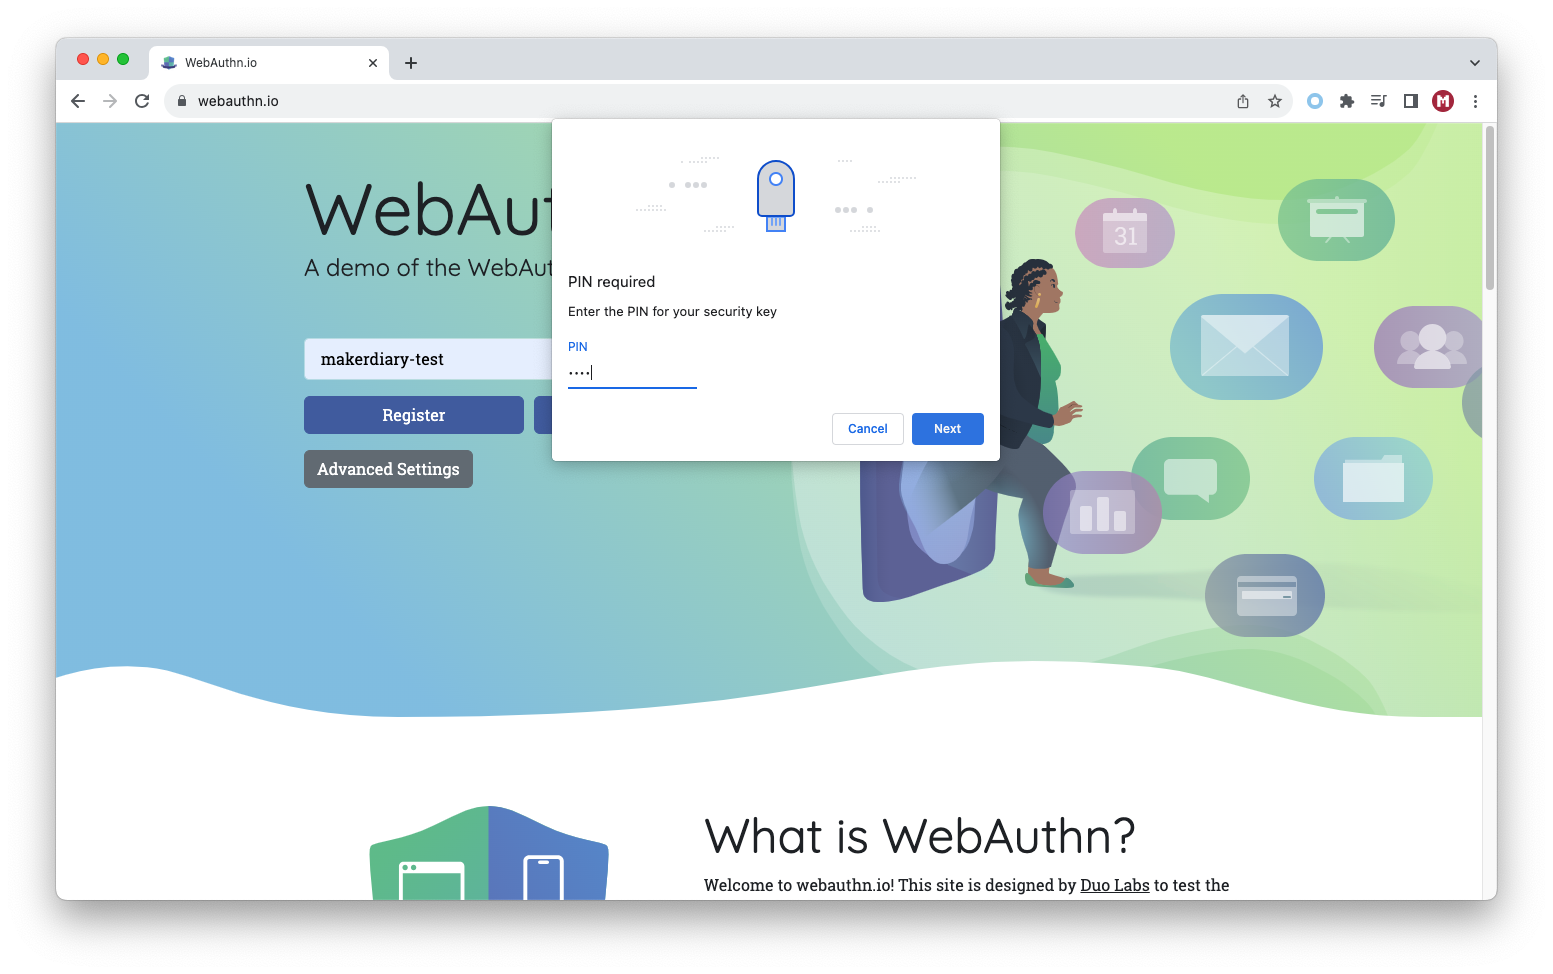 WebAuthn.io
webauthn.io
M
WebAut
A demo of the WebAut
31
PIN required
Enter the PIN for your security key
PIN
••••
makerdiary-test
Register
Cancel
Next
Advanced Settings
What is WebAuthn?
Welcome to webauthn.io! This site is designed by Duo Labs to test the